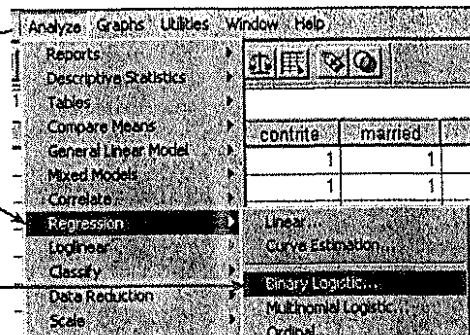 Analyze Graphs Utilities Window Help
Reports
Descriptive Statistics
Tables
Compare Means
General Linear Model
Mixed Models
Correlate
Regression
Loglinear
Classify
Data Reduction
Scale
contrite married
1 1
1 1
Linear...
Curve Estimation...
Binary Logistic...
Multinomial Logistic...
Ordinal